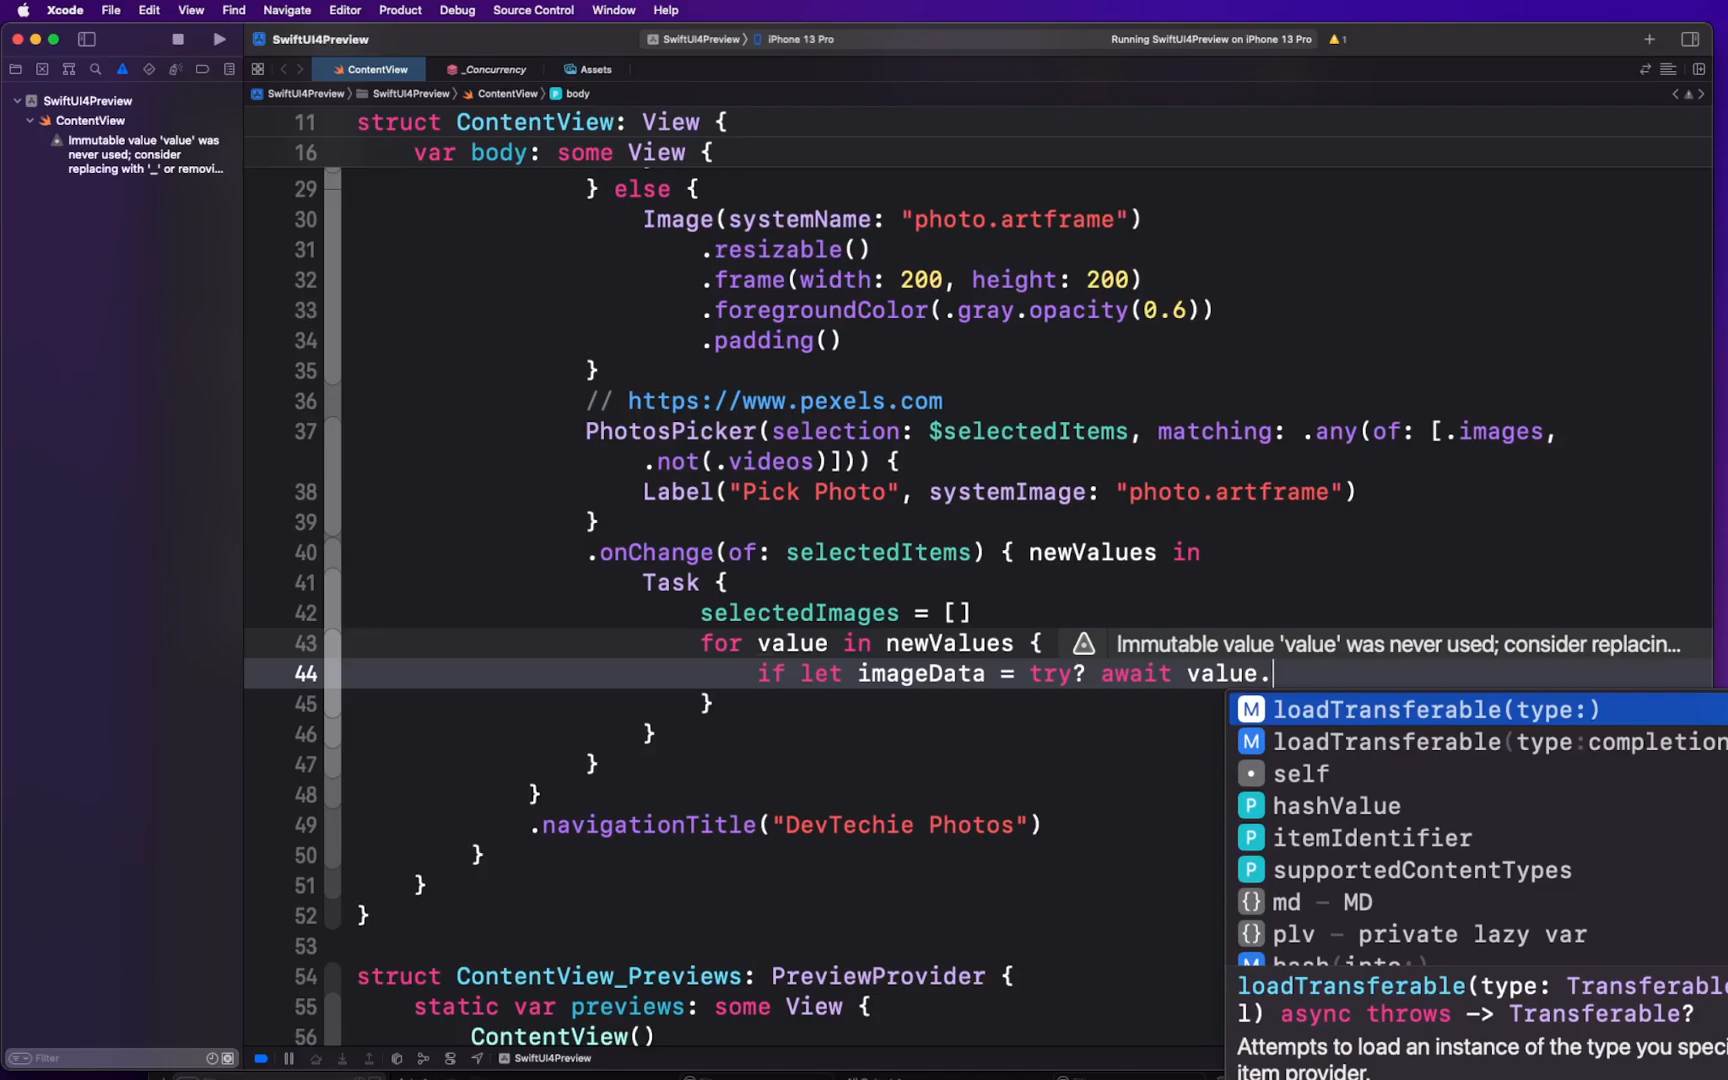 Xcode File Edit View Find Navigate Editor Product Debug Source Control Window Help
SwiftUI4Preview
SwiftUI4Preview 〉 iPhone 13 Pro
Running SwiftUI4Preview on iPhone 13 Pro 1
ContentView _Concurrency Assets
SwiftUI4Preview 〉 SwiftUI4Preview 〉 ContentView 〉 P body
SwiftUI4Preview
ContentView
Immutable value 'value' was
never used; consider
replacing with '_' or removi...
11 struct ContentView: View {
16 var body: some View {
29 } else {
30 Image(systemName: "photo.artframe")
31 .resizable()
32 .frame(width: 200, height: 200)
33 .foregroundColor(.gray.opacity(0.6))
34 .padding()
35 }
36 // https://www.pexels.com
37 PhotosPicker(selection: $selectedItems, matching: .any(of: [.images,
.not(.videos)])) {
38 Label("Pick Photo", systemImage: "photo.artframe")
39 }
40 .onChange(of: selectedItems) { newValues in
41 Task {
42 selectedImages = []
43 for value in newValues { Immutable value 'value' was never used; consider replacin...
44 if let imageData = try? await value.
45 }
46 }
47 }
48 }
49 .navigationTitle("DevTechie Photos")
50 }
51 }
52 }
53
54 struct ContentView_Previews: PreviewProvider {
55 static var previews: some View {
56 ContentView()
M loadTransferable(type:)
M loadTransferable(type:completion
self
P hashValue
P itemIdentifier
P supportedContentTypes
{} md – MD
{} plv – private lazy var
M hash(into:)
loadTransferable(type: Transferable
l) async throws -> Transferable?
Attempts to load an instance of the type you speci
item provider.
Filter
SwiftUI4Preview